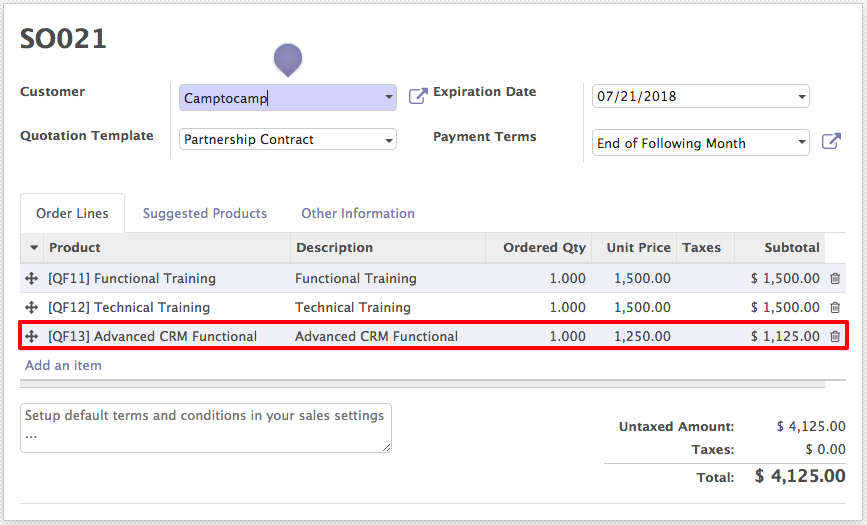 SO021
Customer Camptocamp Expiration Date 07/21/2018
Quotation Template Partnership Contract Payment Terms End of Following Month
Order Lines Suggested Products Other Information
Product Description Ordered Qty Unit Price Taxes Subtotal
[QF11] Functional Training Functional Training 1.000 1,500.00 $ 1,500.00
[QF12] Technical Training Technical Training 1.000 1,500.00 $ 1,500.00
[QF13] Advanced CRM Functional Advanced CRM Functional 1.000 1,250.00 $ 1,125.00
Add an item
Setup default terms and conditions in your sales settings
...
Untaxed Amount: $ 4,125.00
Taxes: $ 0.00
Total: $ 4,125.00